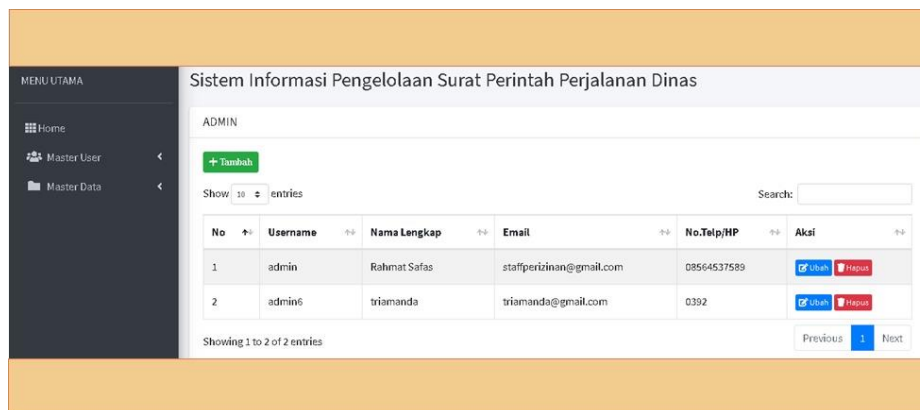 MENU UTAMA
Home
Master User
Master Data
Sistem Informasi Pengelolaan Surat Perintah Perjalanan Dinas
ADMIN
+ Tambah
Show 10 entries
Search:
No Username Nama Lengkap Email No.Telp/HP Aksi
1 admin Rahmat Safas staffperizinan@gmail.com 08564537589 Ubah Hapus
2 admin6 triamanda triamanda@gmail.com 0392 Ubah Hapus
Showing 1 to 2 of 2 entries
Previous 1 Next